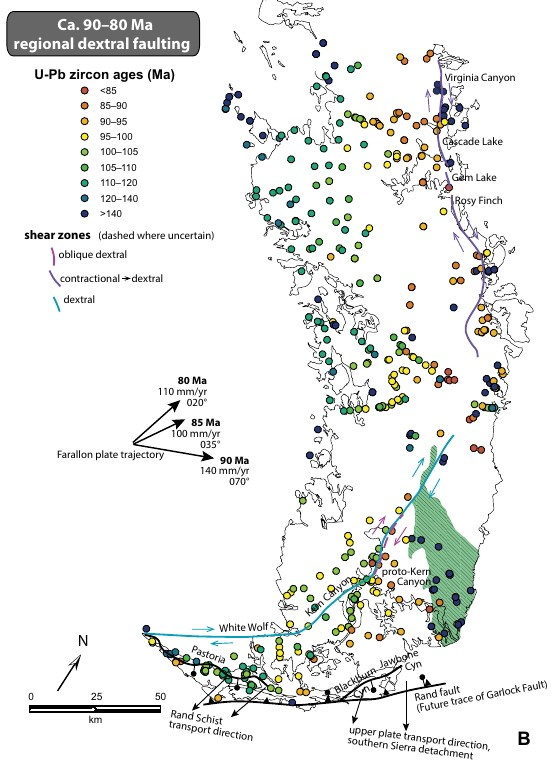 Ca. 90–80 Ma
regional dextral faulting
U-Pb zircon ages (Ma)
<85
85–90
90–95
95–100
100–105
105–110
110–120
120–140
>140
shear zones (dashed where uncertain)
oblique dextral
contractional → dextral
dextral
80 Ma
110 mm/yr
020°
85 Ma
100 mm/yr
035°
Farallon plate trajectory
90 Ma
140 mm/yr
070°
Virginia Canyon
Cascade Lake
Gem Lake
Rosy Finch
proto-Kern
Canyon
Kern Canyon
White Wolf
Pastoria
Blackburn
Cyn
Jawbone
Cyn
Rand fault
(Future trace of Garlock Fault)
Rand Schist
transport direction
upper plate transport direction,
southern Sierra detachment
N
0 25 50
km
B